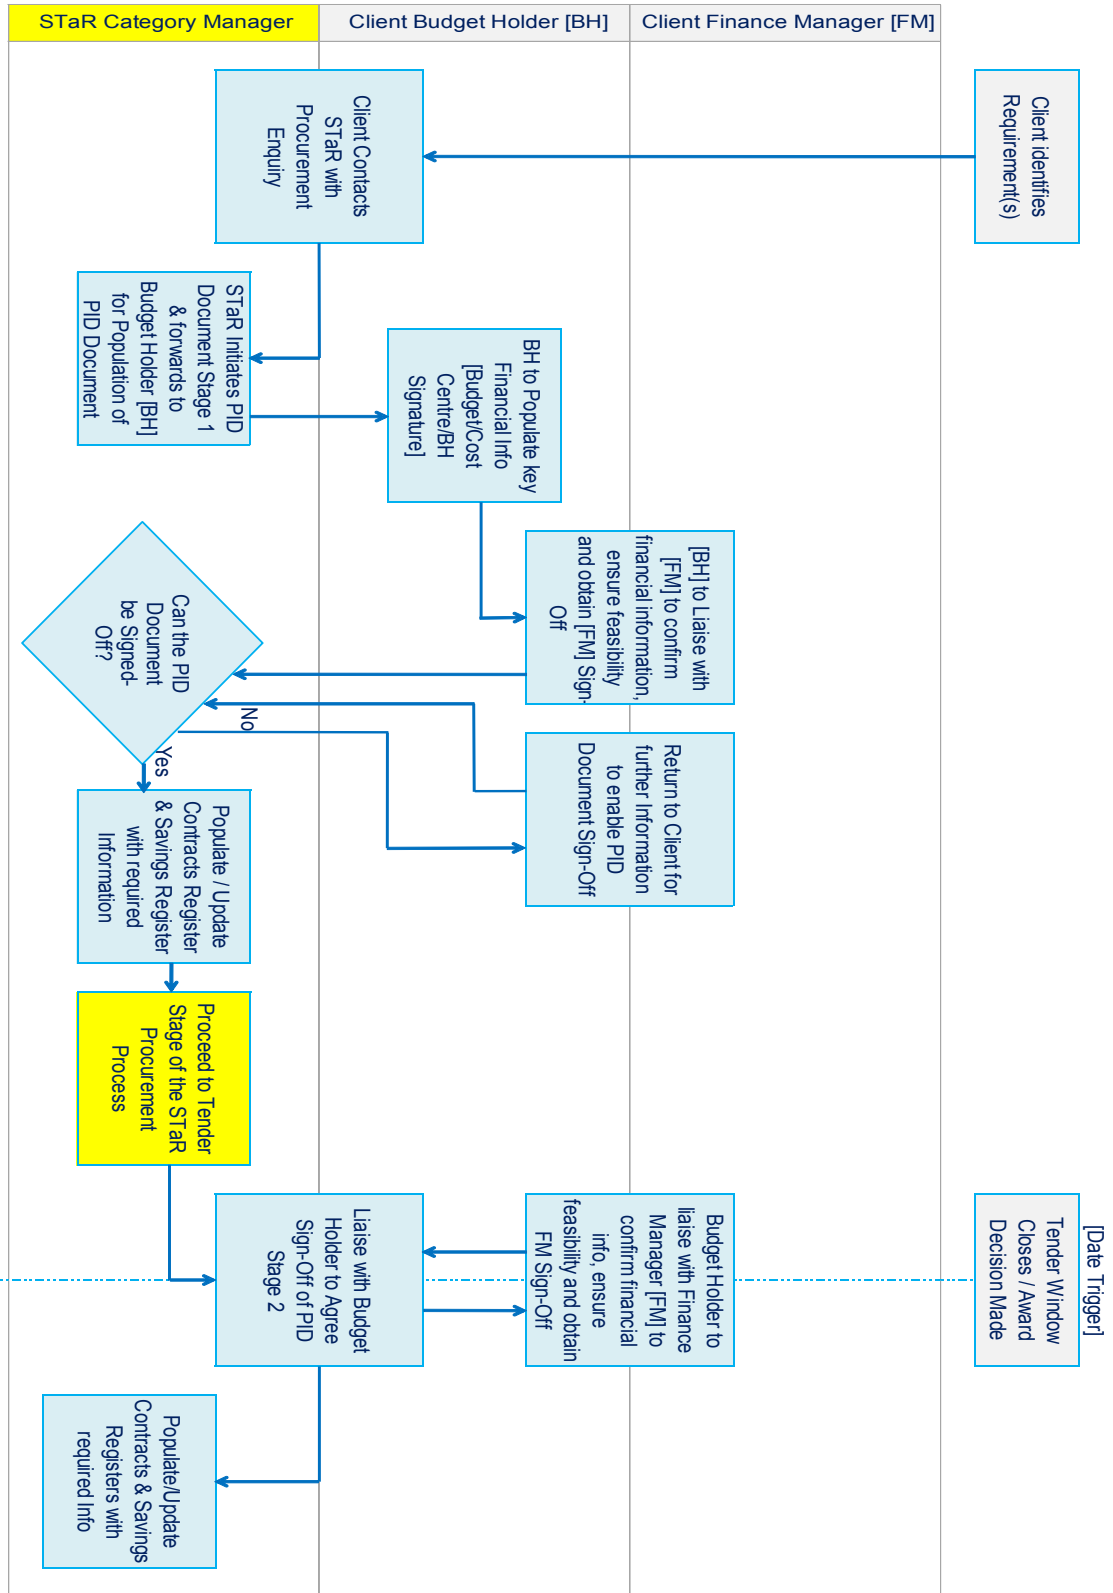 STaR Category Manager
Client Budget Holder [BH]
Client Finance Manager [FM]
Client identifies
Requirement(s)
Client Contacts
STaR with
Procurement
Enquiry
STaR Initiates PID
Document Stage 1
& forwards to
Budget Holder [BH]
for Population of
PID Document
BH to Populate key
Financial Info
[Budget/Cost
Centre/BH
Signature]
[BH] to Liaise with
[FM] to confirm
financial information,
ensure feasibility
and obtain [FM] Sign-
Off
Can the PID
Document
be Signed-
Off?
No
Yes
Return to Client for
further Information
to enable PID
Document Sign-Off
Populate / Update
Contracts Register
& Savings Register
with required
Information
Proceed to Tender
Stage of the STaR
Procurement
Process
[Date Trigger]
Tender Window
Closes / Award
Decision Made
Liaise with Budget
Holder to Agree
Sign-Off of PID
Stage 2
Budget Holder to
liaise with Finance
Manager [FM] to
confirm financial
info, ensure
feasibility and obtain
FM Sign-Off
Populate/Update
Contracts & Savings
Registers with
required Info